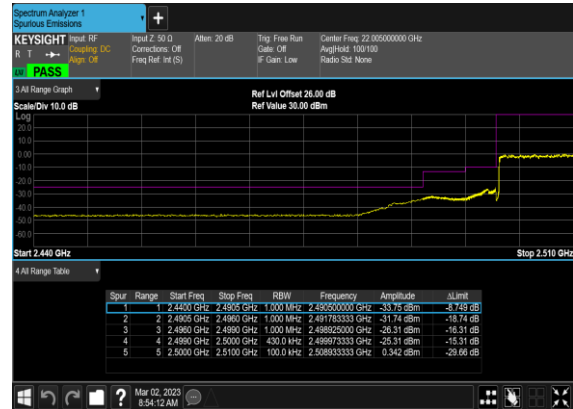 Spectrum Analyzer 1
Spurious Emissions
KEYSIGHT Input: RF Input Z: 50 Ω Atten: 20 dB Trig: Free Run Center Freq: 22.005000000 GHz
R T Coupling: DC Corrections: Off Gate: Off Avg|Hold: 100/100
Align: Off Freq Ref: Int (S) IF Gain: Low Radio Std: None
PASS
3 All Range Graph
Ref Lvl Offset 26.00 dB
Scale/Div 10.0 dB Ref Value 30.00 dBm
Log
20.0
10.0
0.00
-10.0
-20.0
-30.0
-40.0
-50.0
-60.0
Start 2.440 GHz Stop 2.510 GHz
4 All Range Table
Spur Range Start Freq Stop Freq RBW Frequency Amplitude ΔLimit
1 1 2.4400 GHz 2.4905 GHz 1.000 MHz 2.490500000 GHz -33.75 dBm -8.749 dB
2 2 2.4905 GHz 2.4960 GHz 1.000 MHz 2.491783333 GHz -31.74 dBm -18.74 dB
3 3 2.4960 GHz 2.4990 GHz 1.000 MHz 2.498925000 GHz -26.31 dBm -16.31 dB
4 4 2.4990 GHz 2.5000 GHz 430.0 kHz 2.499973333 GHz -25.31 dBm -15.31 dB
5 5 2.5000 GHz 2.5100 GHz 100.0 kHz 2.508933333 GHz 0.342 dBm -29.66 dB
? Mar 02, 2023
8:54:12 AM